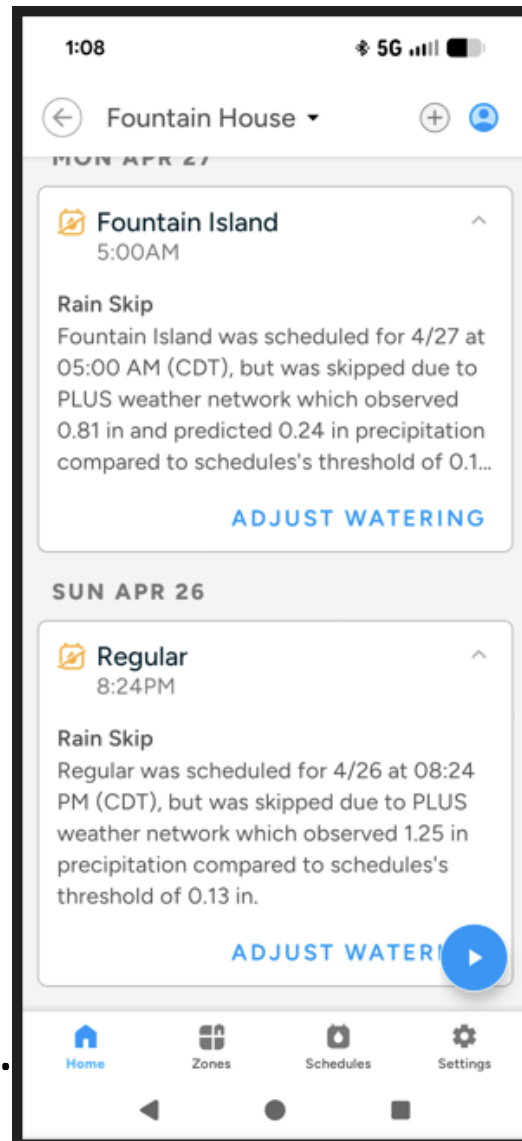 1:08 5G
Fountain House
MON APR 27
Fountain Island
5:00AM
Rain Skip
Fountain Island was scheduled for 4/27 at
05:00 AM (CDT), but was skipped due to
PLUS weather network which observed
0.81 in and predicted 0.24 in precipitation
compared to schedules's threshold of 0.1...
ADJUST WATERING
SUN APR 26
Regular
8:24PM
Rain Skip
Regular was scheduled for 4/26 at 08:24
PM (CDT), but was skipped due to PLUS
weather network which observed 1.25 in
precipitation compared to schedules's
threshold of 0.13 in.
ADJUST WATERI
Home Zones Schedules Settings